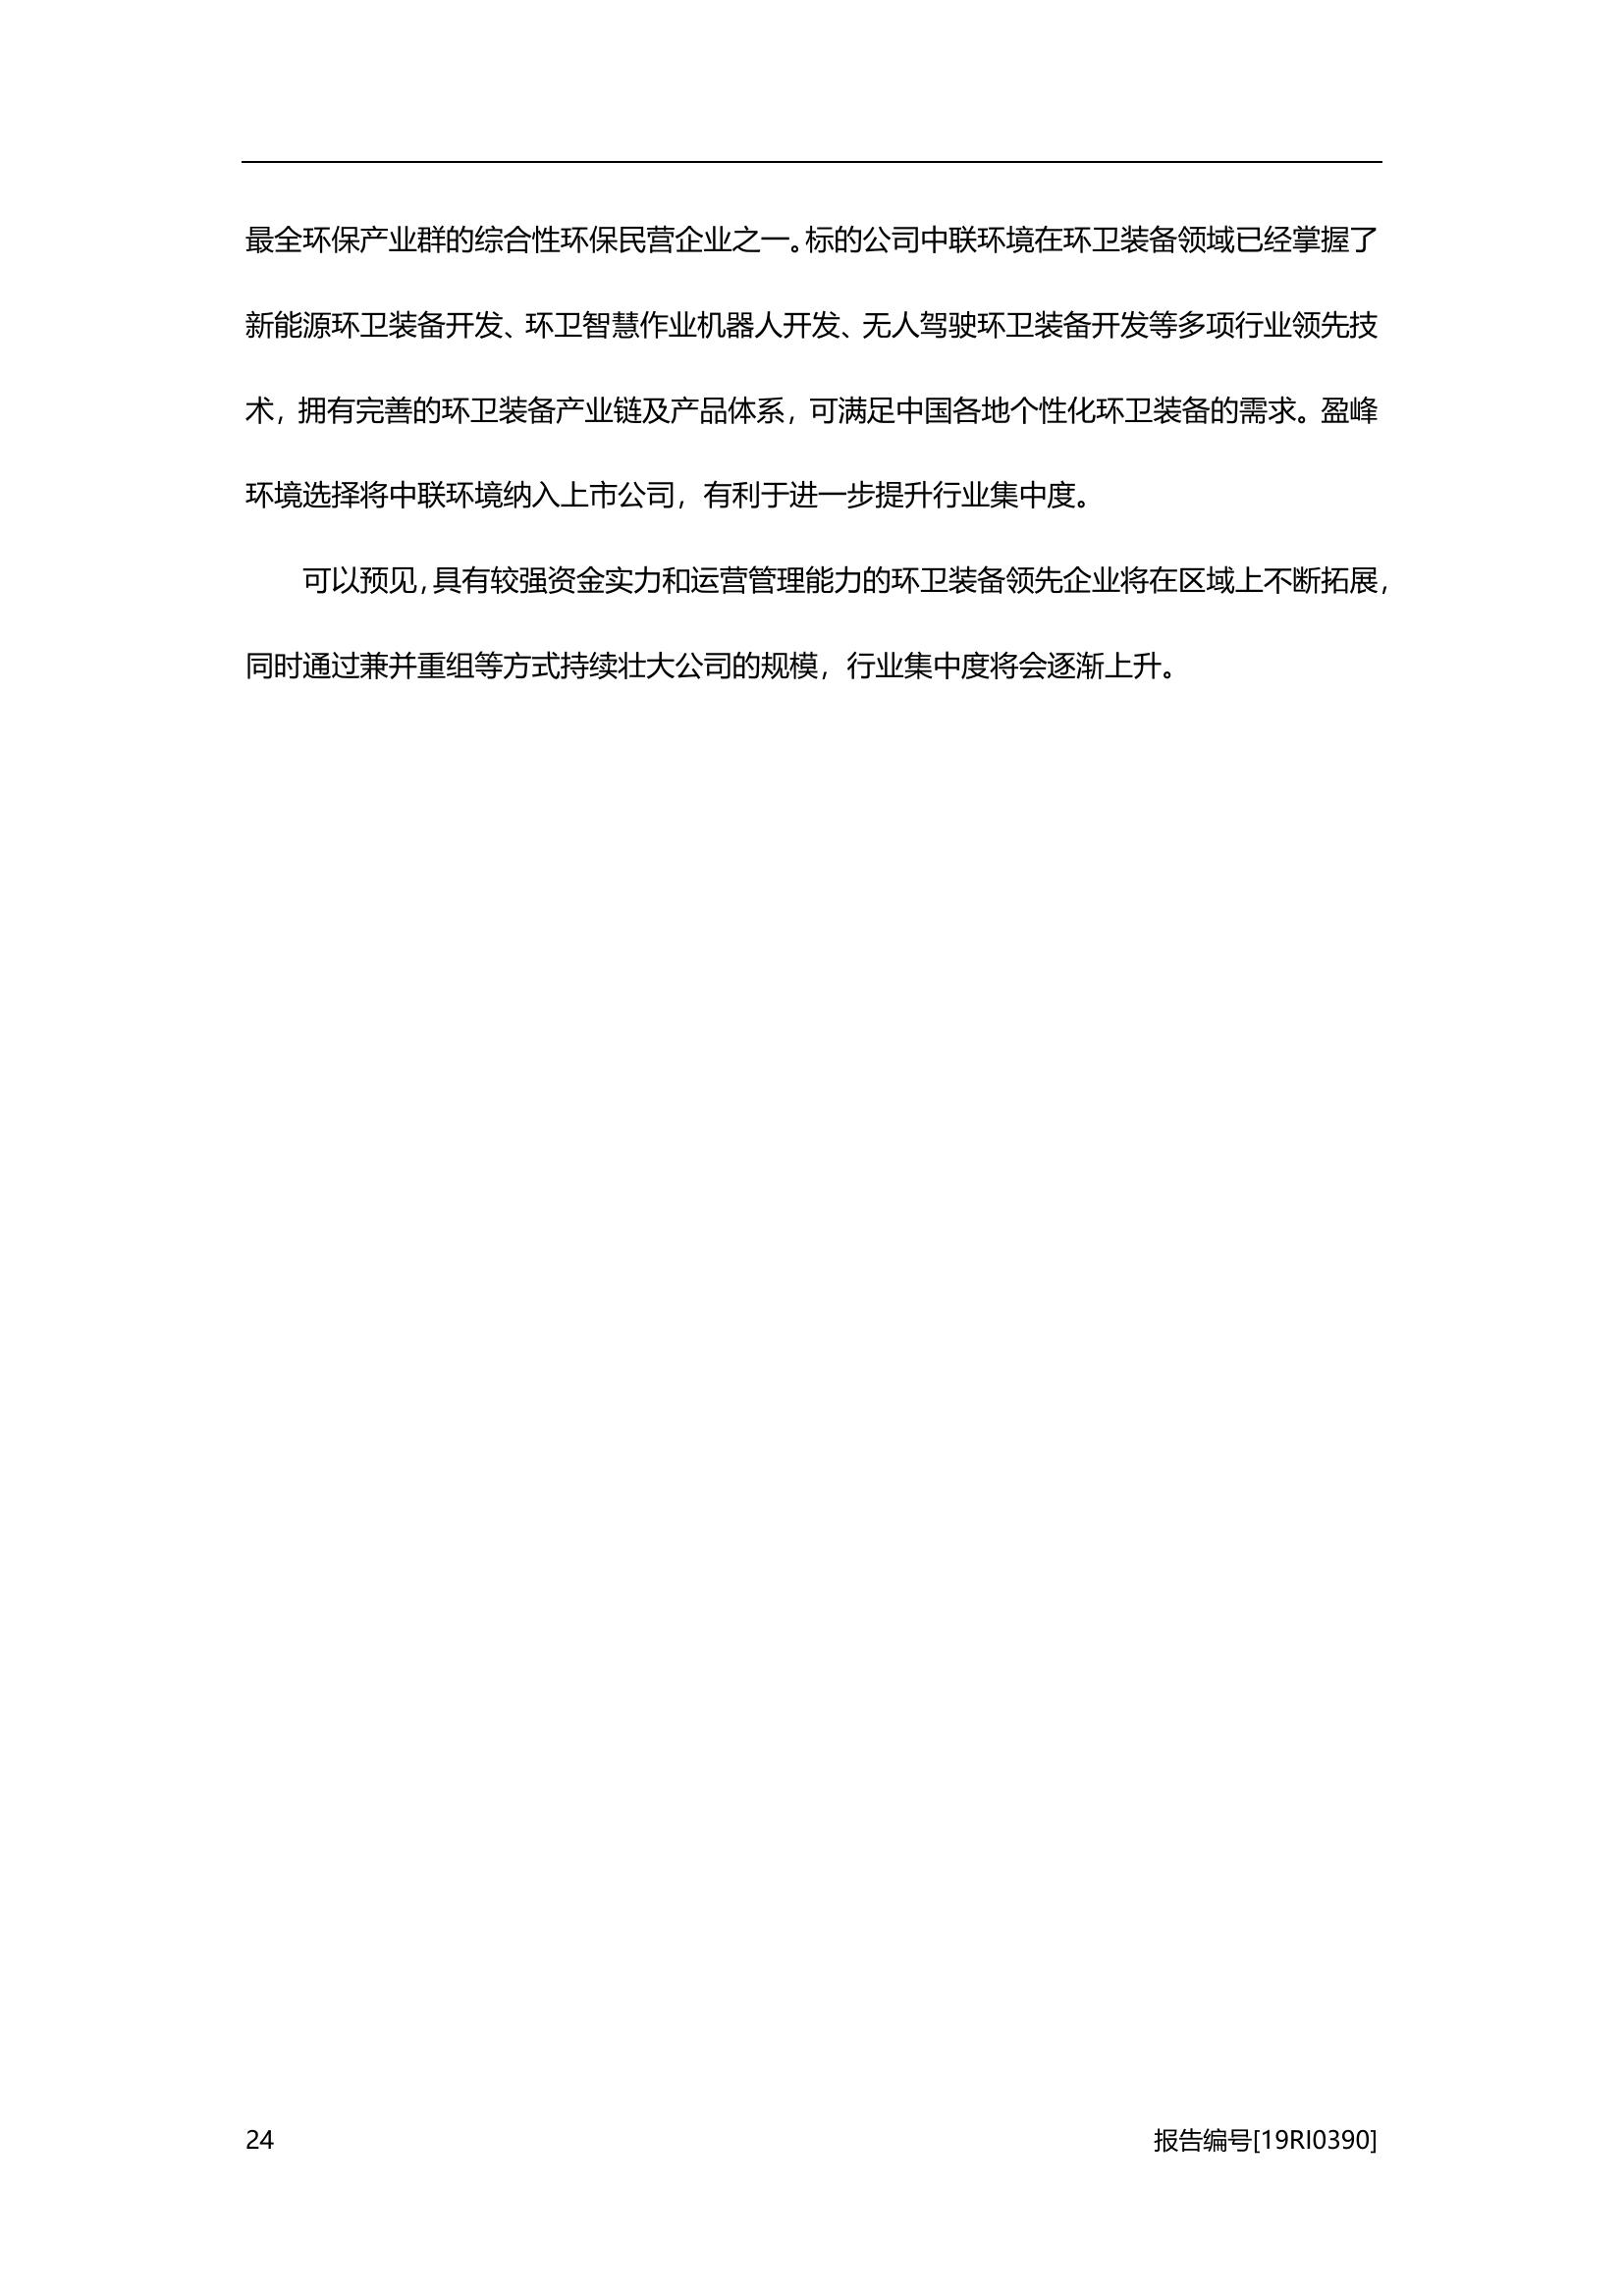 最全环保产业群的综合性环保民营企业之一。标的公司中联环境在环卫装备领域已经掌握了
新能源环卫装备开发、环卫智慧作业机器人开发、无人驾驶环卫装备开发等多项行业领先技
术，拥有完善的环卫装备产业链及产品体系，可满足中国各地个性化环卫装备的需求。盈峰
环境选择将中联环境纳入上市公司，有利于进一步提升行业集中度。
可以预见，具有较强资金实力和运营管理能力的环卫装备领先企业将在区域上不断拓展，
同时通过兼并重组等方式持续壮大公司的规模，行业集中度将会逐渐上升。
24 报告编号[19RI0390]